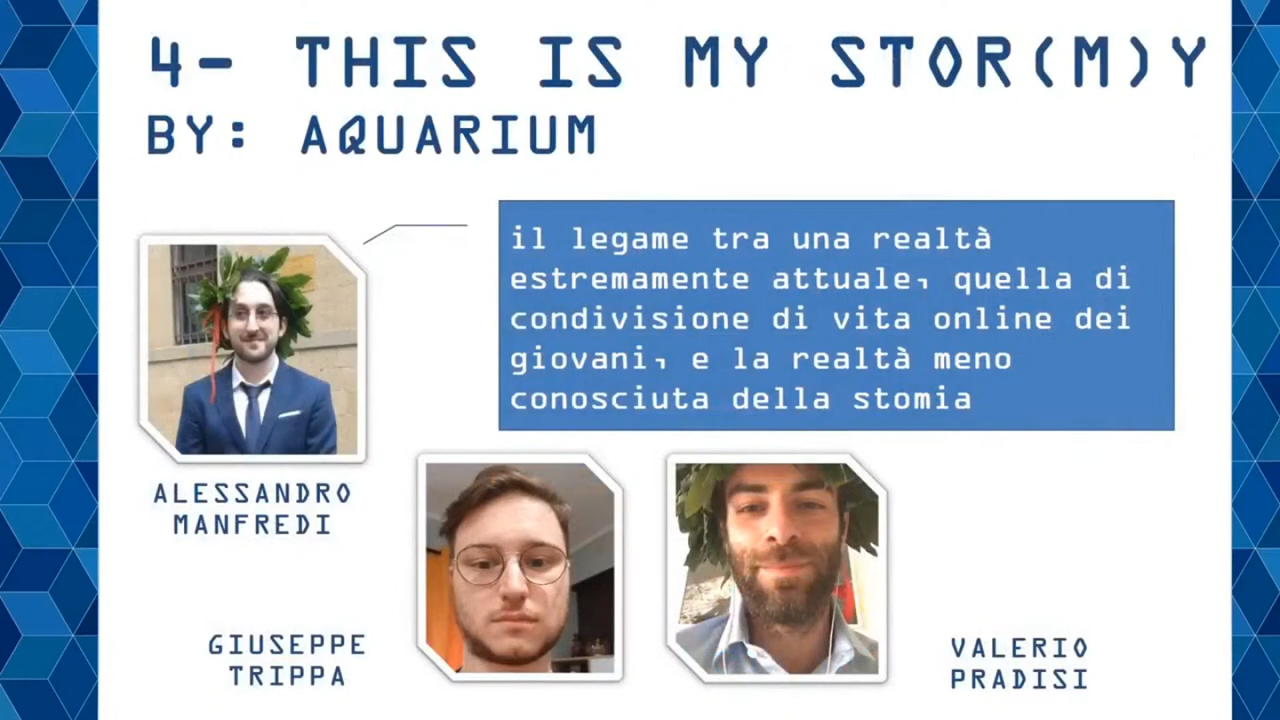 4- THIS IS MY STOR(M)Y
BY: AQUARIUM
il legame tra una realtà
estremamente attuale, quella di
condivisione di vita online dei
giovani, e la realtà meno
conosciuta della stomia
ALESSANDRO
MANFREDI
GIUSEPPE
TRIPPA
VALERIO
PRADISI